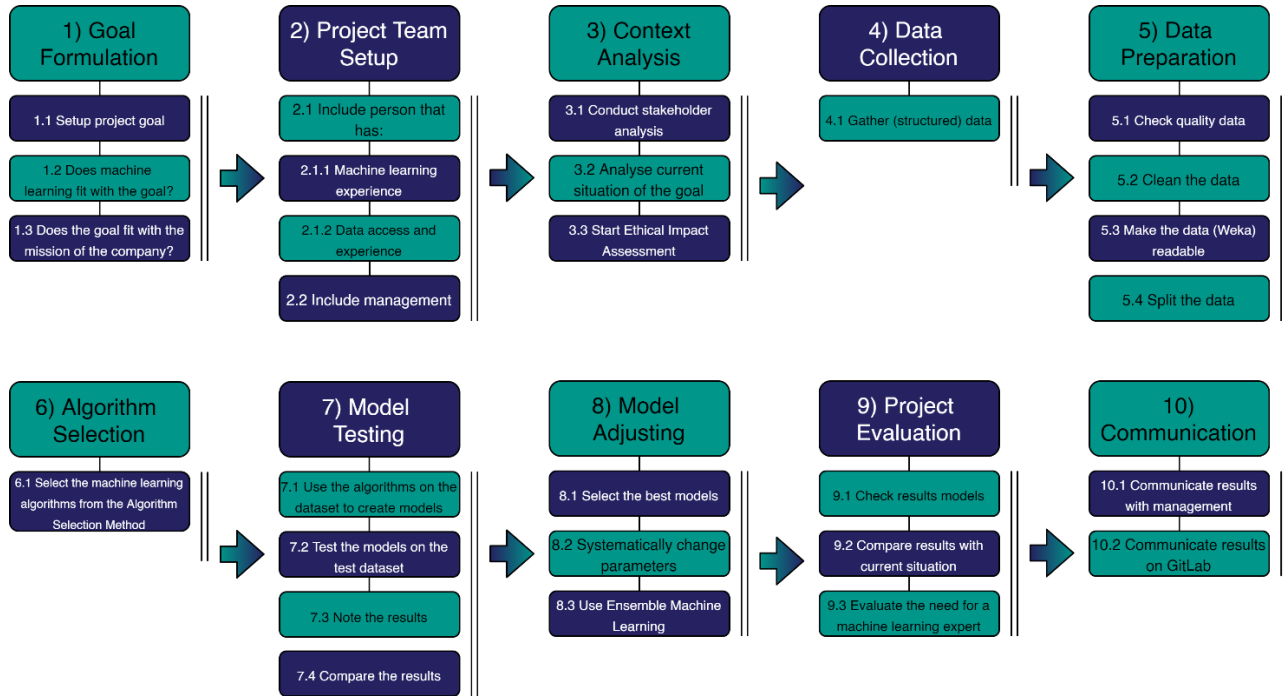 1) Goal
Formulation
1.1 Setup project goal
1.2 Does machine
learning fit with the goal?
1.3 Does the goal fit with the
mission of the company?
2) Project Team
Setup
2.1 Include person that
has:
2.1.1 Machine learning
experience
2.1.2 Data access and
experience
2.2 Include management
3) Context
Analysis
3.1 Conduct stakeholder
analysis
3.2 Analyse current
situation of the goal
3.3 Start Ethical Impact
Assessment
4) Data
Collection
4.1 Gather (structured) data
5) Data
Preparation
5.1 Check quality data
5.2 Clean the data
5.3 Make the data (Weka)
readable
5.4 Split the data
6) Algorithm
Selection
6.1 Select the machine learning
algorithms from the Algorithm
Selection Method
7) Model
Testing
7.1 Use the algorithms on the
dataset to create models
7.2 Test the models on the
test dataset
7.3 Note the results
7.4 Compare the results
8) Model
Adjusting
8.1 Select the best models
8.2 Systematically change
parameters
8.3 Use Ensemble Machine
Learning
9) Project
Evaluation
9.1 Check results models
9.2 Compare results with
current situation
9.3 Evaluate the need for a
machine learning expert
10)
Communication
10.1 Communicate results
with management
10.2 Communicate results
on GitLab